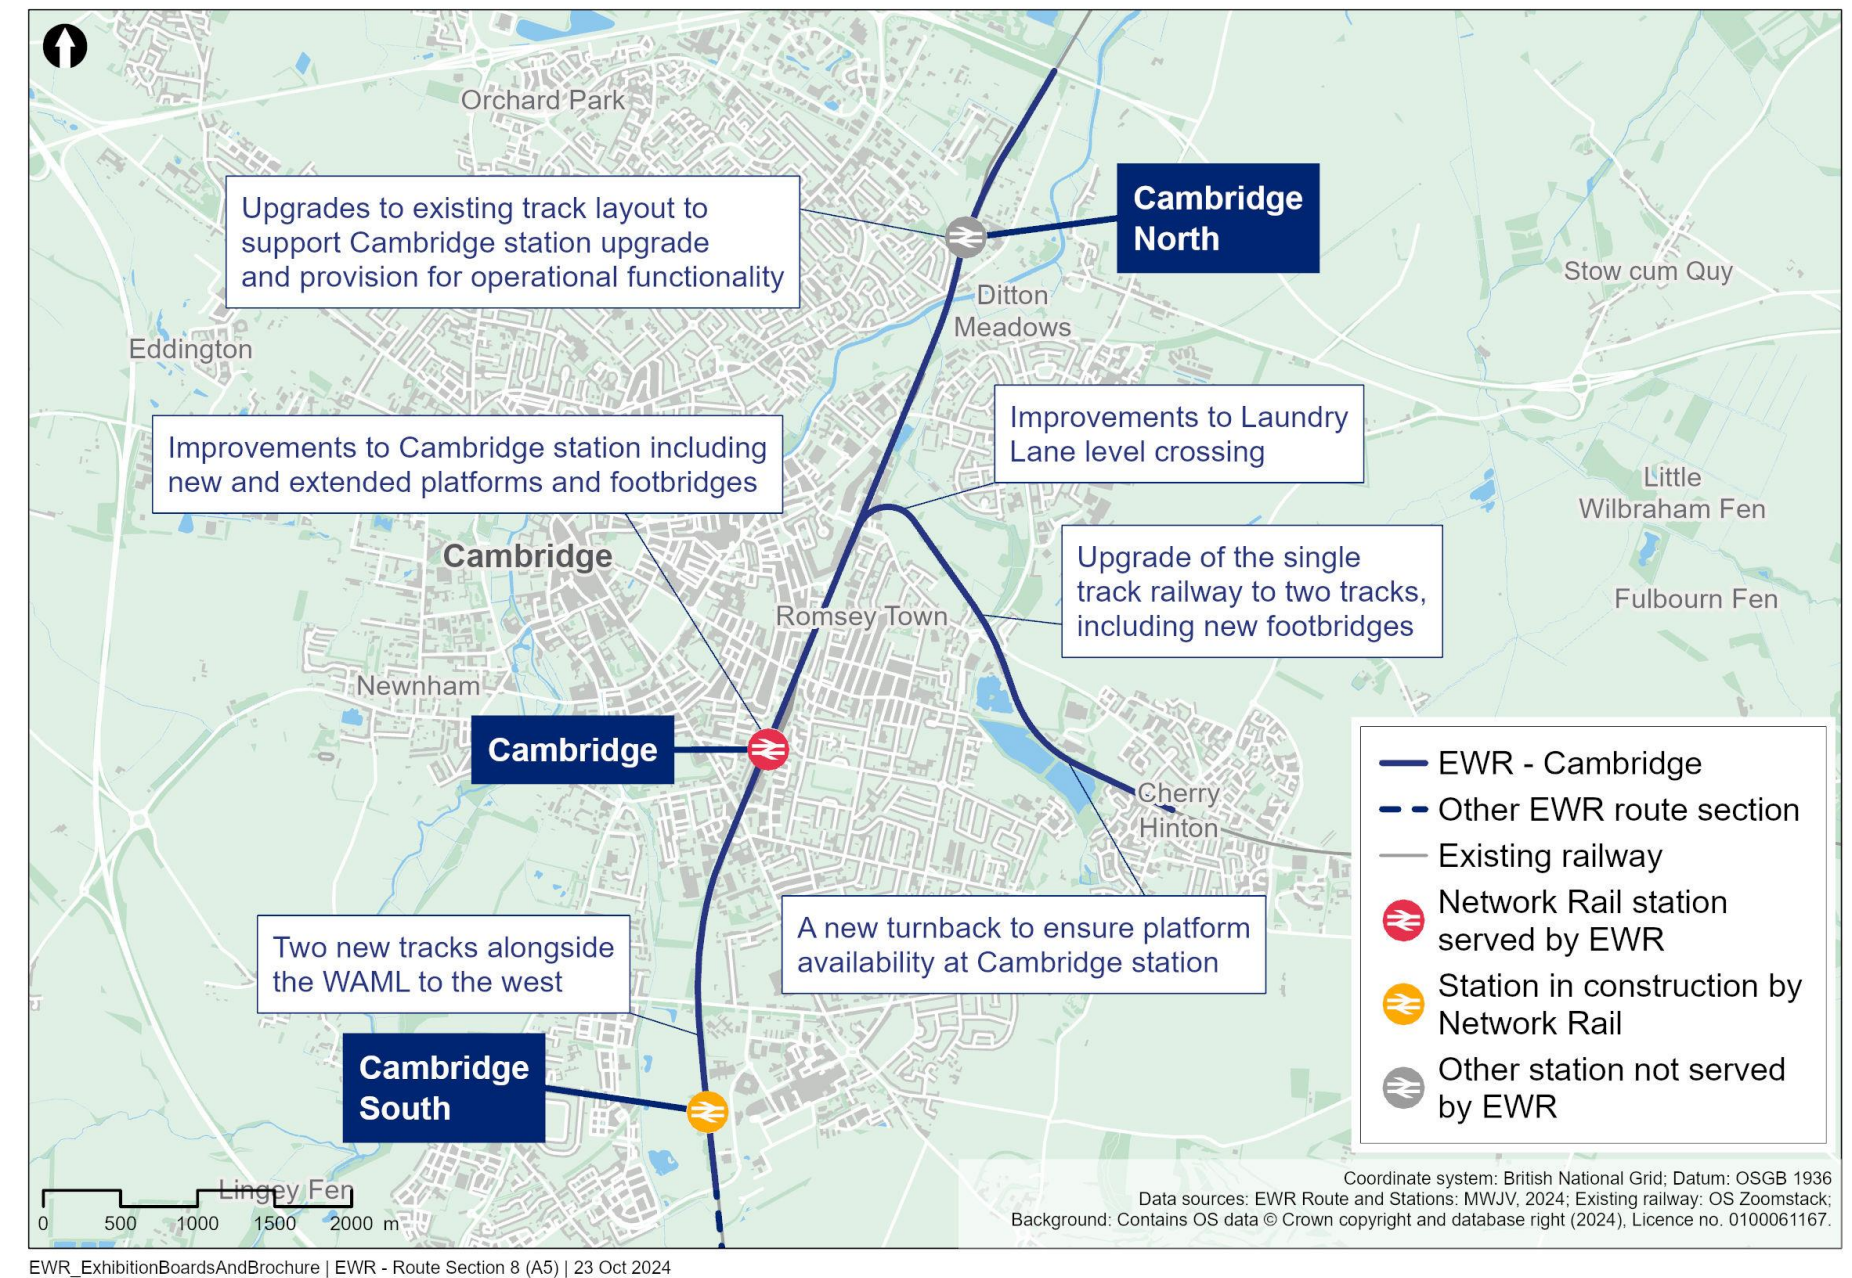 Orchard Park
Upgrades to existing track layout to
support Cambridge station upgrade
and provision for operational functionality
Cambridge
North
Stow cum Quy
Ditton
Meadows
Eddington
Improvements to Laundry
Lane level crossing
Improvements to Cambridge station including
new and extended platforms and footbridges
Little
Wilbraham Fen
Cambridge
Upgrade of the single
track railway to two tracks,
including new footbridges
Fulbourn Fen
Romsey Town
Newnham
Cambridge
Cherry
Hinton
EWR - Cambridge
Other EWR route section
Existing railway
Network Rail station
served by EWR
Station in construction by
Network Rail
Other station not served
by EWR
A new turnback to ensure platform
availability at Cambridge station
Two new tracks alongside
the WAML to the west
Cambridge
South
Lingey Fen
0 500 1000 1500 2000 m
Coordinate system: British National Grid; Datum: OSGB 1936
Data sources: EWR Route and Stations: MWJV, 2024; Existing railway: OS Zoomstack;
Background: Contains OS data © Crown copyright and database right (2024), Licence no. 0100061167.
EWR_ExhibitionBoardsAndBrochure | EWR - Route Section 8 (A5) | 23 Oct 2024